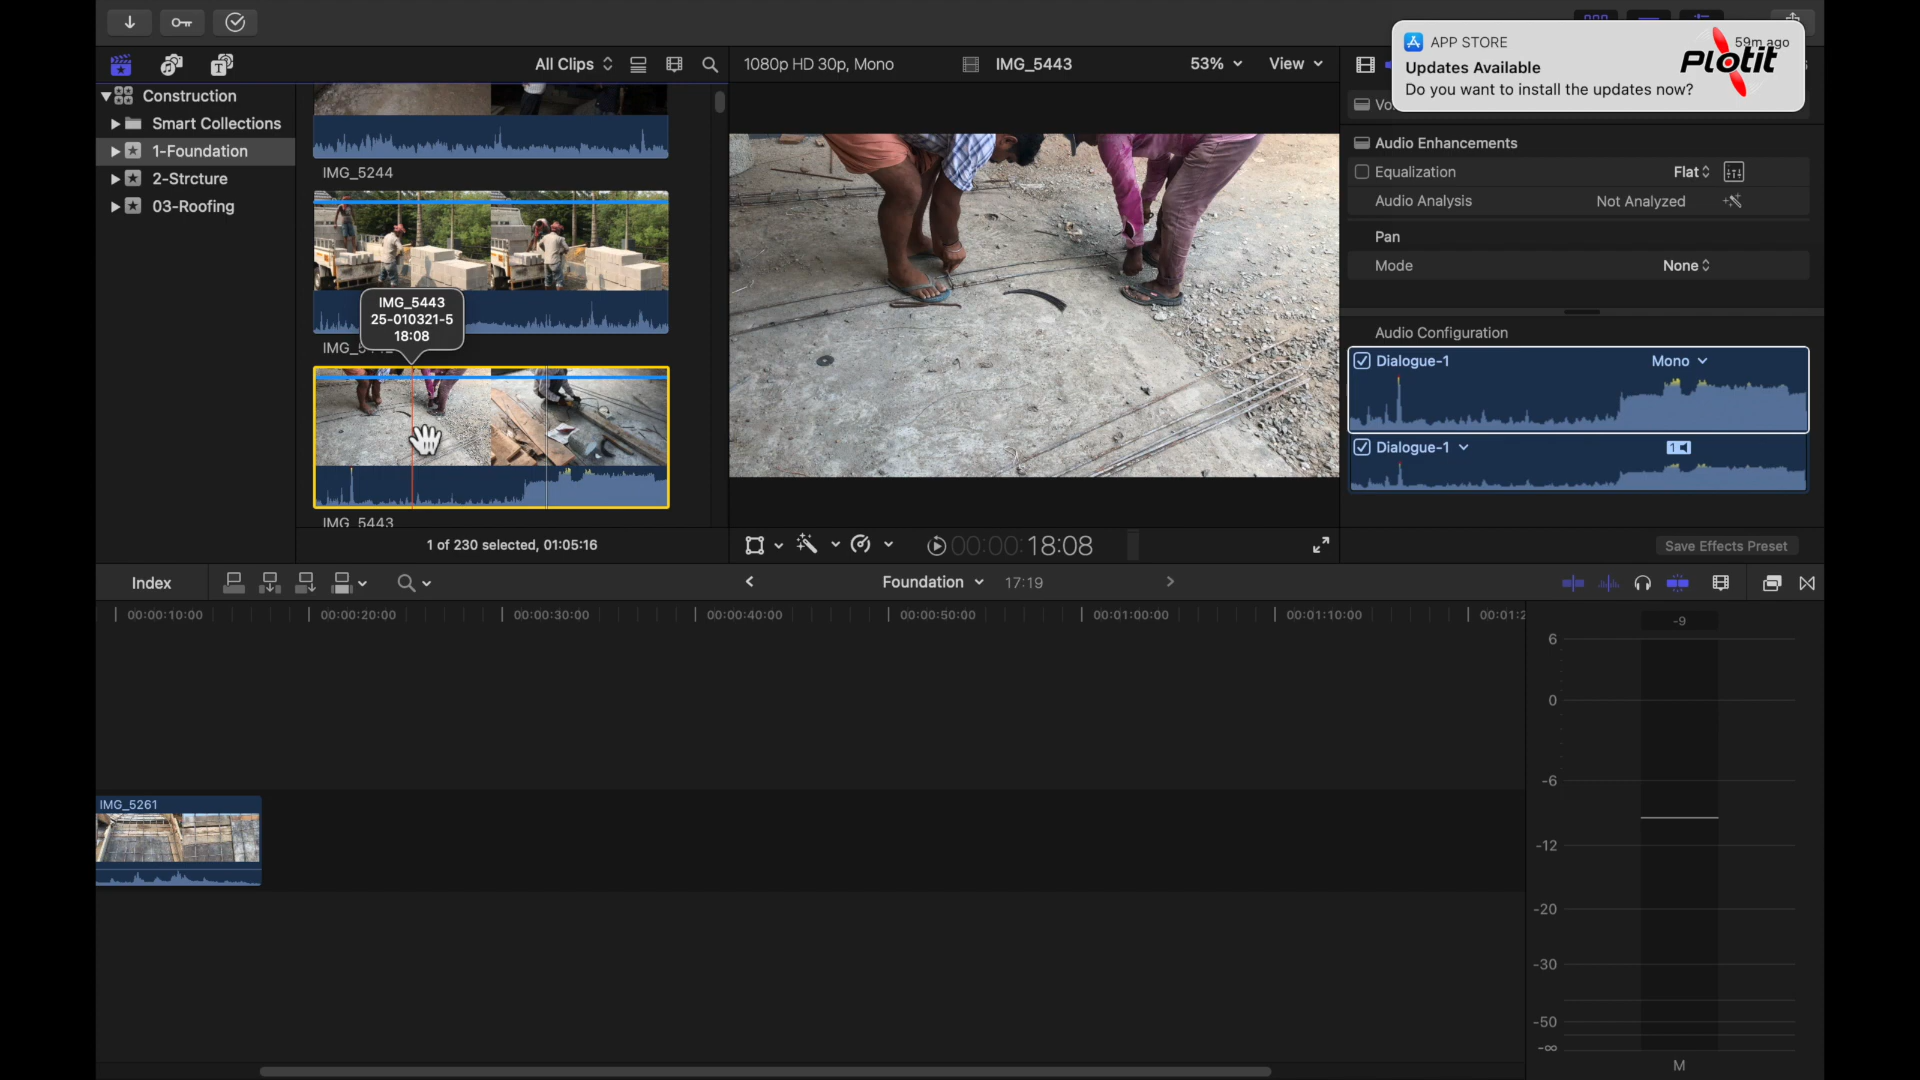 All Clips
1080p HD 30p, Mono
IMG_5443
53%
View
APP STORE
59m ago
Plotit
Updates Available
Do you want to install the updates now?
Construction
Smart Collections
1-Foundation
2-Strcture
03-Roofing
IMG_5244
IMG_5443
25-010321-5
18:08
IMG_5443
1 of 230 selected, 01:05:16
00:00:18:08
Audio Enhancements
Equalization
Flat
Audio Analysis
Not Analyzed
Pan
Mode
None
Audio Configuration
Dialogue-1
Mono
Dialogue-1
1
Save Effects Preset
Index
Foundation
17:19
00:00:10:00
00:00:20:00
00:00:30:00
00:00:40:00
00:00:50:00
00:01:00:00
00:01:10:00
IMG_5261
-9
6
0
-6
-12
-20
-30
-50
-∞
M